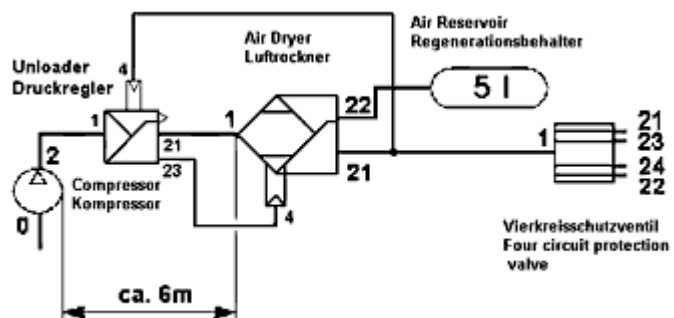 Air Reservoir
Regenerationsbehalter
5 l
Air Dryer
Luftrockner
Unloader
Druckregler
4
1
2
0
21
23
Compressor
Kompressor
1
22
21
4
1
21
23
24
22
Vierkreisschutzventil
Four circuit protection
valve
ca. 6m